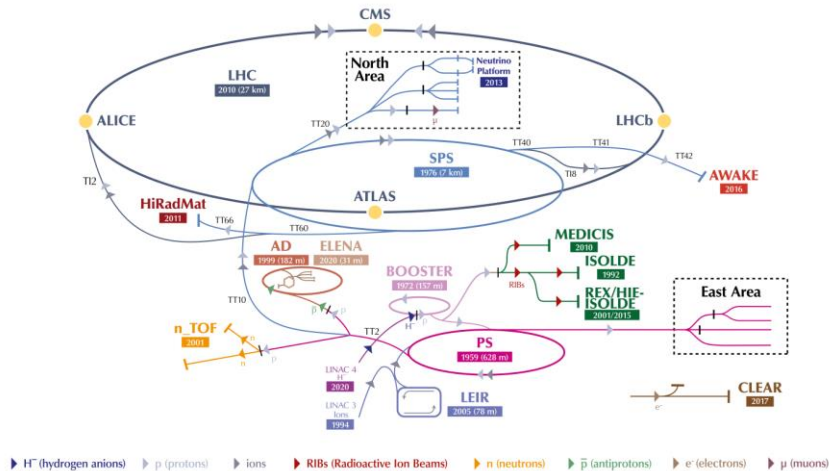 CMS
North
Area
Neutrino
Platform
2013
LHC
2010 (27 km)
p̄
TT20
ALICE
LHCb
TT40
TT41
SPS
1976 (7 km)
TI8
TT42
AWAKE
2016
TI2
HiRadMat
2011
ATLAS
TT66
TT60
AD
1999 (182 m)
ELENA
2020 (31 m)
MEDICIS
2010
BOOSTER
1972 (157 m)
ISOLDE
1992
RIBs
REX/HIE-
ISOLDE
2001/2015
East Area
TT10
p̄
p
H⁻
p
n_TOF
2001
n
n
p
TT2
PS
1959 (628 m)
LINAC 4
H⁻
2020
LINAC 3
Ions
1994
LEIR
2005 (78 m)
CLEAR
2017
e⁻
H⁻ (hydrogen anions)
p (protons)
ions
RIBs (Radioactive Ion Beams)
n (neutrons)
p̄ (antiprotons)
e⁻ (electrons)
μ (muons)